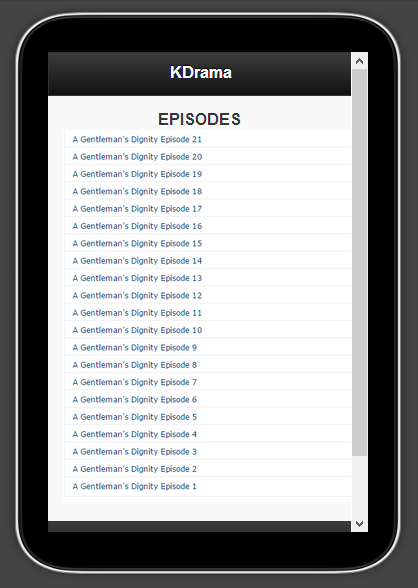 KDrama
EPISODES
A Gentleman's Dignity Episode 21
A Gentleman's Dignity Episode 20
A Gentleman's Dignity Episode 19
A Gentleman's Dignity Episode 18
A Gentleman's Dignity Episode 17
A Gentleman's Dignity Episode 16
A Gentleman's Dignity Episode 15
A Gentleman's Dignity Episode 14
A Gentleman's Dignity Episode 13
A Gentleman's Dignity Episode 12
A Gentleman's Dignity Episode 11
A Gentleman's Dignity Episode 10
A Gentleman's Dignity Episode 9
A Gentleman's Dignity Episode 8
A Gentleman's Dignity Episode 7
A Gentleman's Dignity Episode 6
A Gentleman's Dignity Episode 5
A Gentleman's Dignity Episode 4
A Gentleman's Dignity Episode 3
A Gentleman's Dignity Episode 2
A Gentleman's Dignity Episode 1